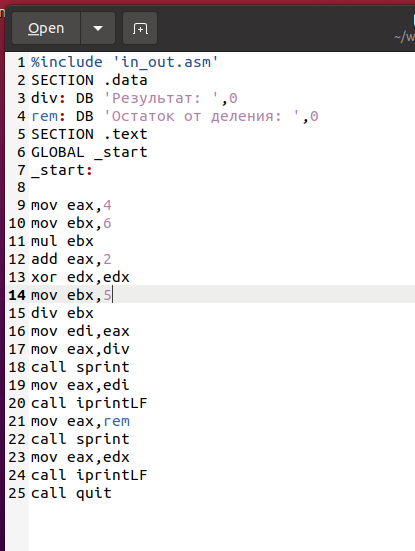 Open
~/w
1 %include 'in_out.asm'
2 SECTION .data
3 div: DB 'Результат: ',0
4 rem: DB 'Остаток от деления: ',0
5 SECTION .text
6 GLOBAL _start
7 _start:
8
9 mov eax,4
10 mov ebx,6
11 mul ebx
12 add eax,2
13 xor edx,edx
14 mov ebx,5
15 div ebx
16 mov edi,eax
17 mov eax,div
18 call sprint
19 mov eax,edi
20 call iprintLF
21 mov eax,rem
22 call sprint
23 mov eax,edx
24 call iprintLF
25 call quit